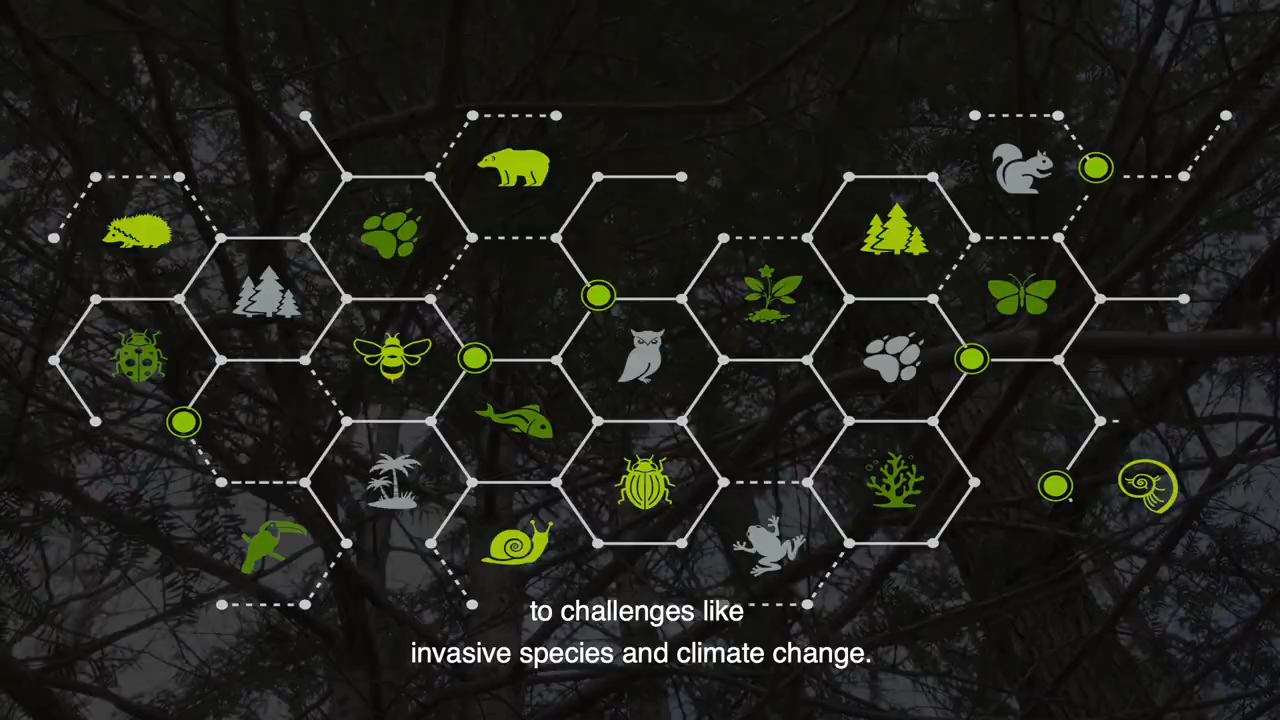 to challenges like
invasive species and climate change.